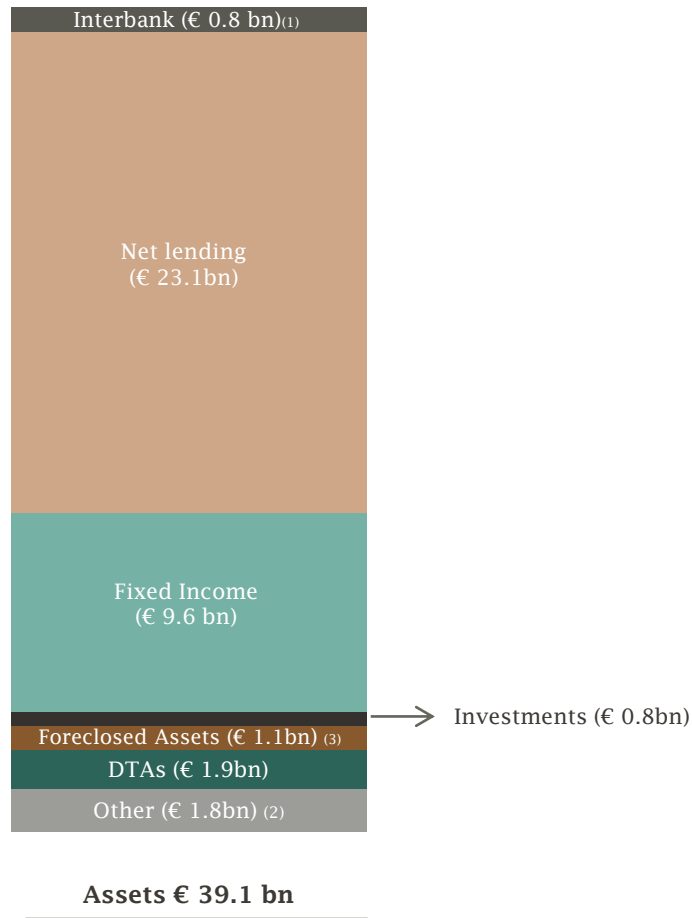 Interbank (€ 0.8 bn)(1)
Net lending
(€ 23.1bn)
Fixed Income
(€ 9.6 bn)
Investments (€ 0.8bn)
Foreclosed Assets (€ 1.1bn) (3)
DTAs (€ 1.9bn)
Other (€ 1.8bn) (2)
Assets € 39.1 bn